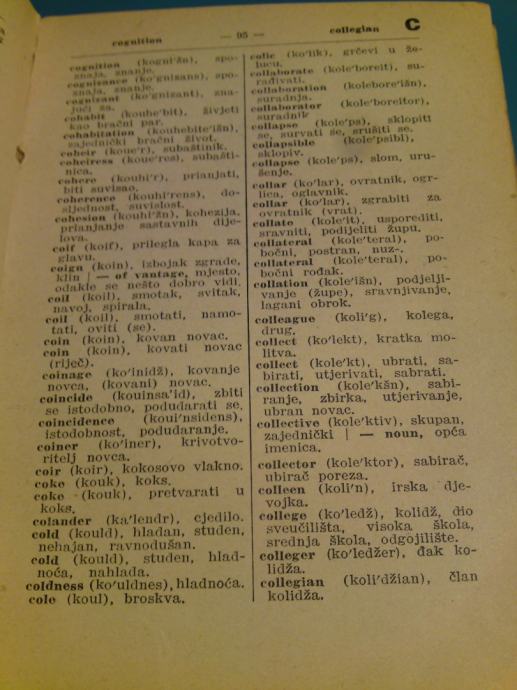 cognition — 95 — collegian C
cognition (kogni'šn), spo-
znaja, znanje.
cognisance (ko'gnisans), spo-
znaja, znanje.
cognizant (ko'gnizant), zna-
joći za.
cohabit (kouhe'bit), živjeti
kao bračni par.
cohabitation (kouhebite'išn),
zajednički bračni život.
coheir (koue'r), subaštinik.
coheiress (koue'res), subašti-
nica.
cohere (kouhi'r), prianjati,
biti suvisao.
coherence (kouhi'rens), do-
sljednost, suvislost.
cohesion (kouhi'žn), kohezija,
prianjanje sastavnih dije-
lova.
coif (koif), prilegla kapa za
glavu.
coign (koin), izbojak zgrade,
klin | — of vantage, mjesto,
odakle se nešto dobro vidi.
coil (koil), smotak, svitak,
navoj, spirala.
coil (koil), smotati, namo-
tati, oviti (se).
coin (koin), kovan novac.
coin (koin), kovati novac
(riječ).
coinage (ko'inidž), kovanje
novca, (kovani) novac.
coincide (kouinsa'id), zbiti
se istodobno, podudarati se.
coincidence (koui'nsidens),
istodobnost, podudaranje.
coiner (ko'iner), krivotvo-
ritelj novca.
coir (koir), kokosovo vlakno.
coke (kouk), koks.
coke (kouk), pretvarati u
koks.
colander (ka'lendr), cjedilo.
cold (kould), hladan, studen,
nehajan, ravnodušan.
cold (kould), studen, hlad-
noća, nahlada.
coldness (ko'uldnes), hladnoća.
cole (koul), broskva.
colic (ko'lik), grčevi u že-
lucu.
collaborate (kole'boreit), su-
rađivati.
collaboration (kolebore'išn),
suradnja.
collaborator (kole'boreitor),
suradnik
collapse (kole'ps), sklopiti
se, survati se, srušiti se.
collapsible (kole'psibl),
sklopiv.
collapse (kole'ps), slom, uru-
šenje.
collar (ko'lar), ovratnik, ogr-
lica, oglavnik.
collar (ko'lar), zgrabiti za
ovratnik (vrat).
collate (kole'it), usporediti,
sravniti, podijeliti župu.
collateral (kole'teral), po-
bočni, postran, nuz-.
collateral (kole'teral), po-
bočni rođak.
collation (kole'išn), podjelji-
vanje (župe), sravnjivanje,
lagani obrok.
colleague (koli'g), kolega,
drug.
collect (ko'lekt), kratka mo-
litva.
collect (kole'kt), ubrati, sa-
birati, utjerivati, sabrati.
collection (kole'kšn), sabi-
ranje, zbirka, utjerivanje,
ubran novac.
collective (kole'ktiv), skupan,
zajednički | — noun, opća
imenica.
collector (kole'ktor), sabirač,
ubirač poreza.
colleen (koli'n), irska dje-
vojka.
college (ko'ledž), kolidž, dio
sveučilišta, visoka škola,
srednja škola, odgojilište.
colleger (ko'ledžer), đak ko-
lidža.
collegian (koli'džian), član
kolidža.